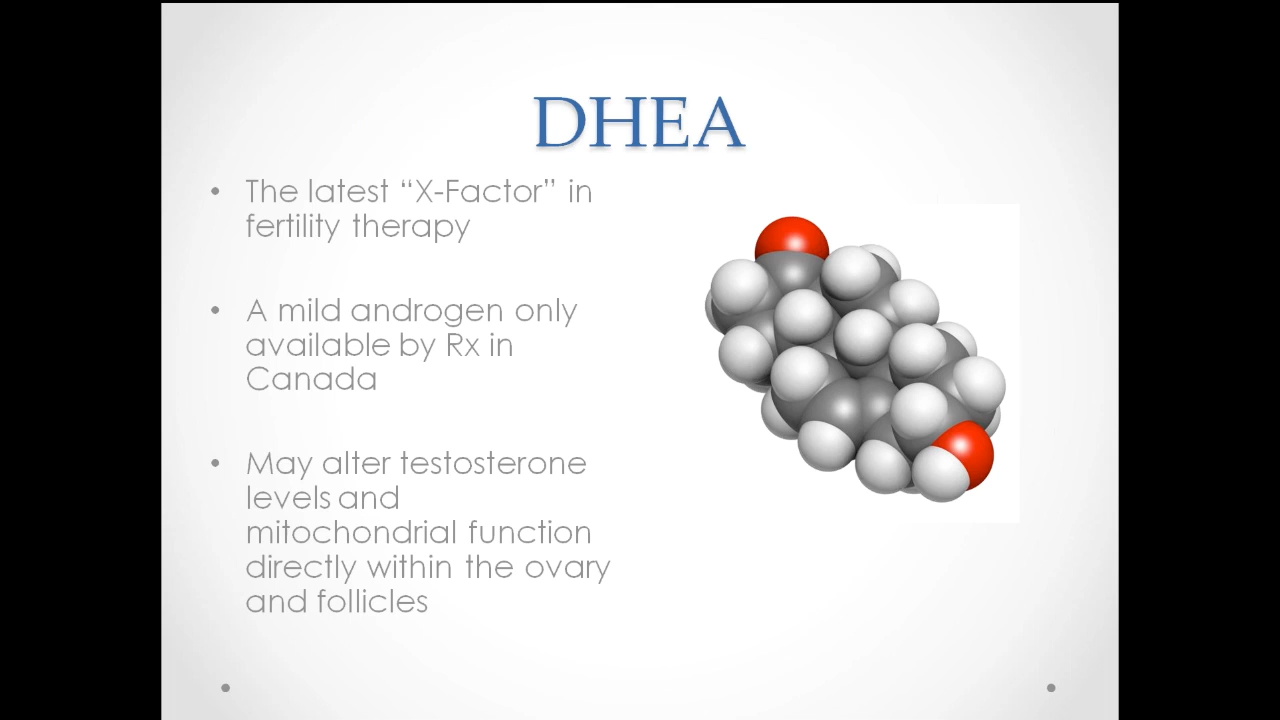 DHEA
• The latest “X-Factor” in
fertility therapy
• A mild androgen only
available by Rx in
Canada
• May alter testosterone
levels and
mitochondrial function
directly within the ovary
and follicles